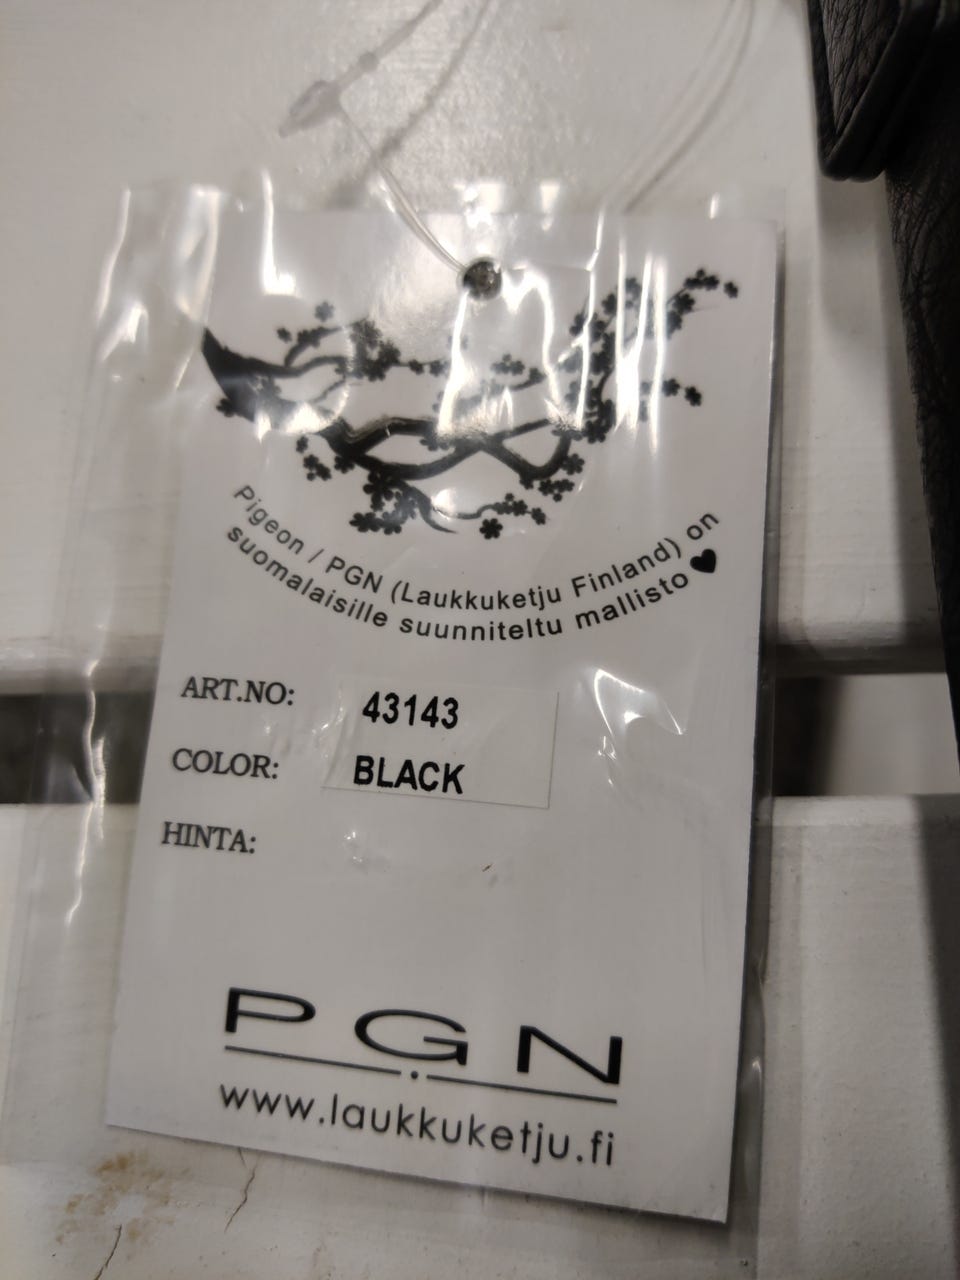 Pigeon / PGN (Laukkuketju Finland) on
suomalaisille suunniteltu mallisto ♥
ART.NO: 43143
COLOR: BLACK
HINTA:
PGN
www.laukkuketju.fi